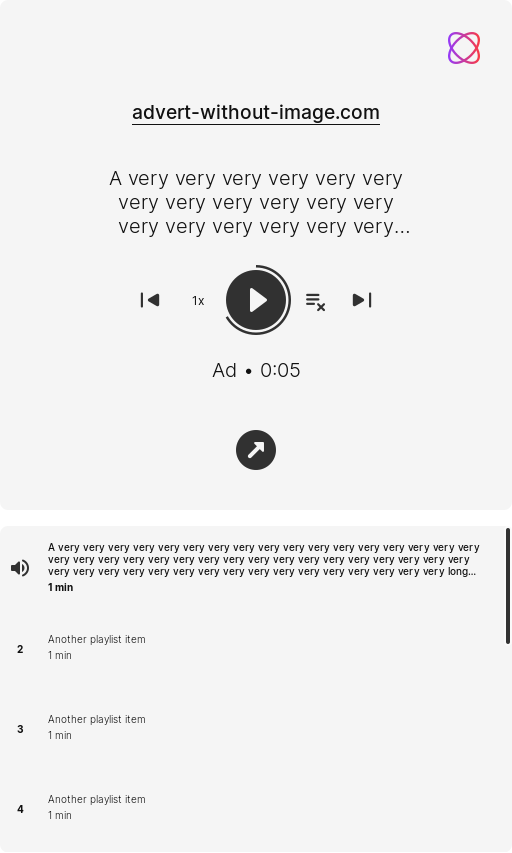 advert-without-image.com
A very very very very very very
very very very very very very
very very very very very very...
1x
Ad • 0:05
A very very very very very very very very very very very very very very very very very
very very very very very very very very very very very very very very very very very
very very very very very very very very very very very very very very very very long...
1 min
2
Another playlist item
1 min
3
Another playlist item
1 min
4
Another playlist item
1 min